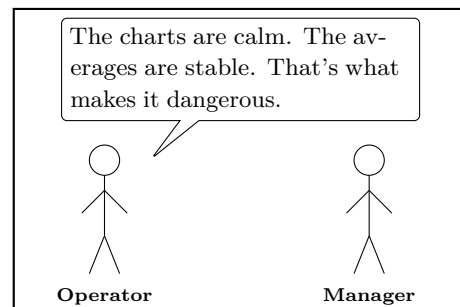 The charts are calm. The av-
erages are stable. That's what
makes it dangerous.
Operator
Manager